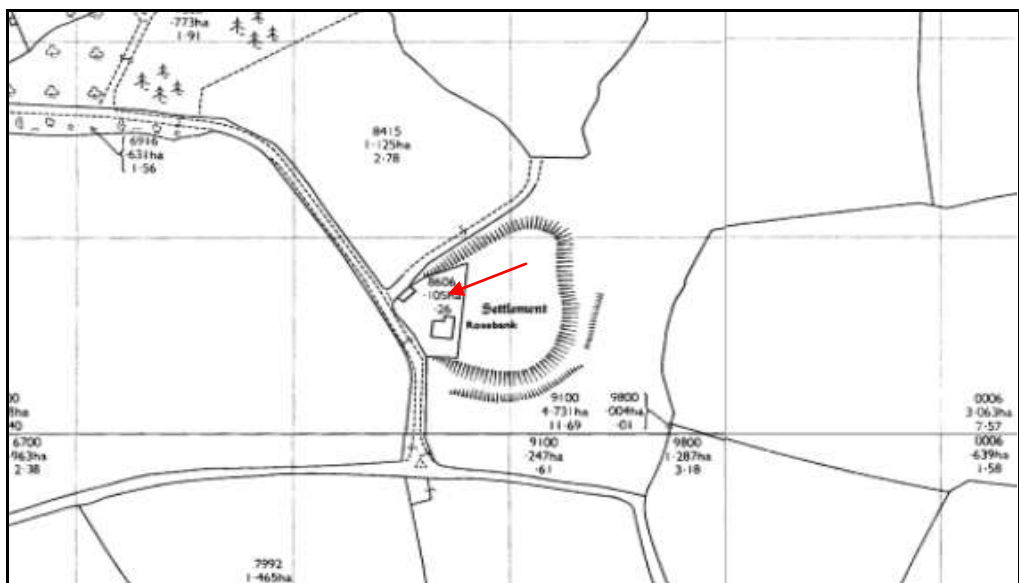 ·773ha
1·91
8415
1·125ha
2·78
6916
·631ha
1·56
8606
·105ha
·26
Settlement
Rosebank
9100
4·731ha
11·69
9800
·004ha
·01
0006
3·063ha
7·57
6700
·963ha
2·38
9100
·247ha
·61
9800
1·287ha
3·18
0006
·639ha
1·58
7992
1·465ha